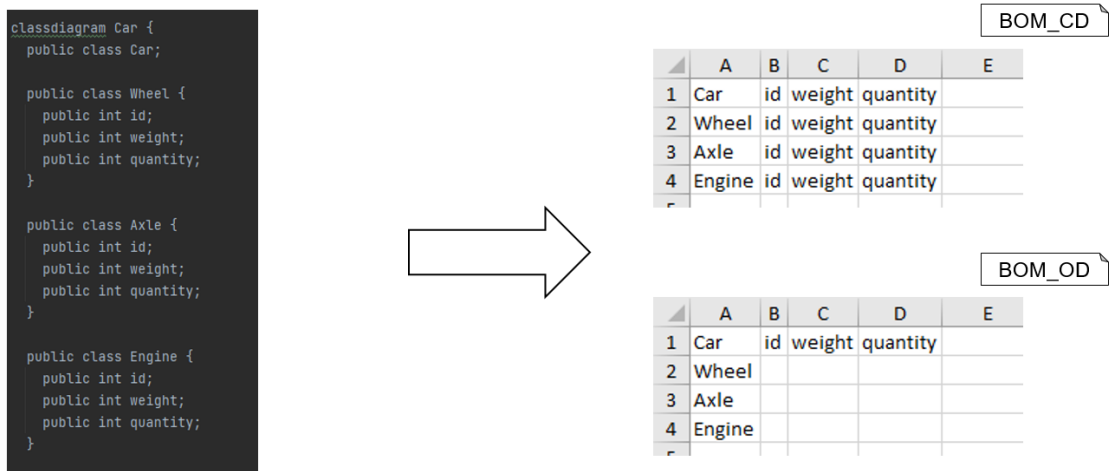 classdiagram Car {
public class Car;
public class Wheel {
public int id;
public int weight;
public int quantity;
}
public class Axle {
public int id;
public int weight;
public int quantity;
}
public class Engine {
public int id;
public int weight;
public int quantity;
}
BOM_CD
A B C D E
1 Car id weight quantity
2 Wheel id weight quantity
3 Axle id weight quantity
4 Engine id weight quantity
BOM_OD
A B C D E
1 Car id weight quantity
2 Wheel
3 Axle
4 Engine